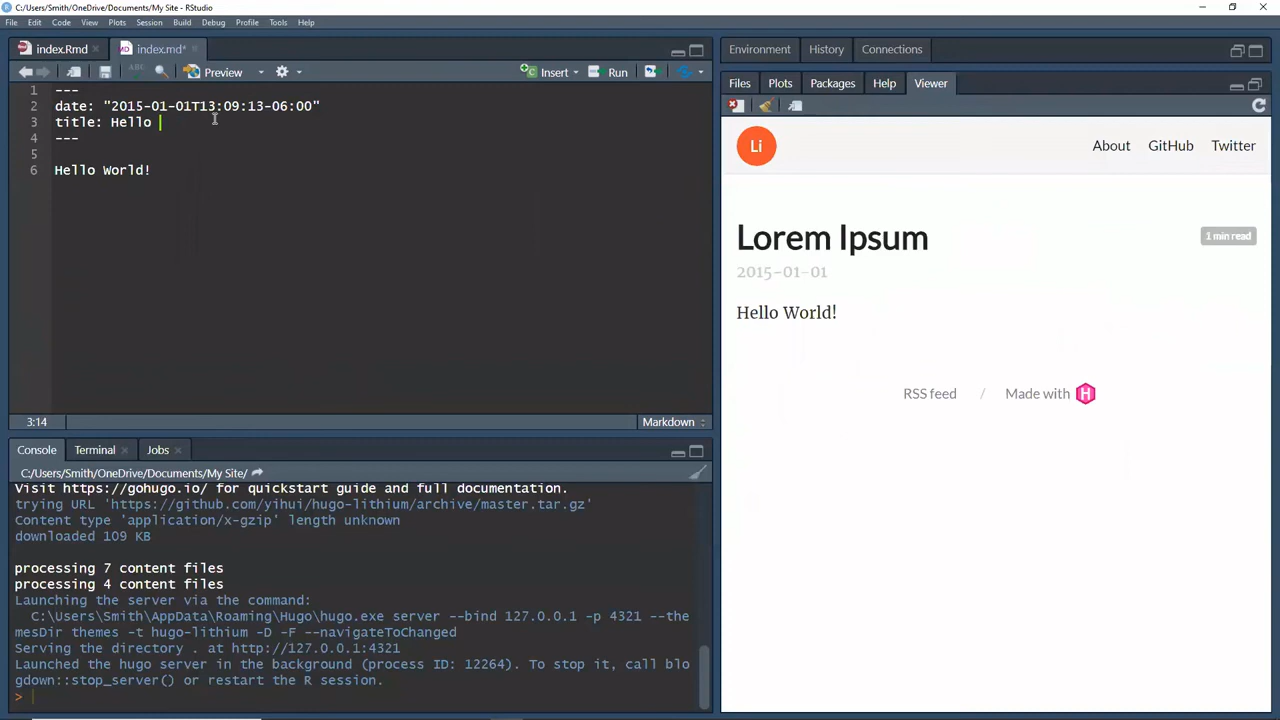 C:/Users/Smith/OneDrive/Documents/My Site - RStudio
File Edit Code View Plots Session Build Debug Profile Tools Help
index.Rmd × index.md* ×
ABC Preview Insert Run
1 ---
2 date: "2015-01-01T13:09:13-06:00"
3 title: Hello
4 ---
5
6 Hello World!
3:14 Markdown
Console Terminal × Jobs ×
C:/Users/Smith/OneDrive/Documents/My Site/
Visit https://gohugo.io/ for quickstart guide and full documentation.
trying URL 'https://github.com/yihui/hugo-lithium/archive/master.tar.gz'
Content type 'application/x-gzip' length unknown
downloaded 109 KB
processing 7 content files
processing 4 content files
Launching the server via the command:
C:\Users\Smith\AppData\Roaming\Hugo\hugo.exe server --bind 127.0.0.1 -p 4321 --the
mesDir themes -t hugo-lithium -D -F --navigateToChanged
Serving the directory . at http://127.0.0.1:4321
Launched the hugo server in the background (process ID: 12264). To stop it, call blo
gdown::stop_server() or restart the R session.
>
Environment History Connections
Files Plots Packages Help Viewer
Li About GitHub Twitter
Lorem Ipsum 1 min read
2015-01-01
Hello World!
RSS feed / Made with H